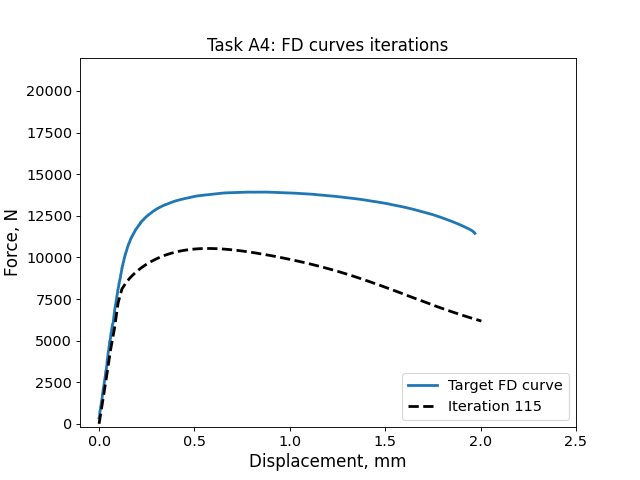 Task A4: FD curves iterations
Force, N
20000
17500
15000
12500
10000
7500
5000
2500
0
0.0 0.5 1.0 1.5 2.0 2.5
Displacement, mm
Target FD curve
Iteration 115